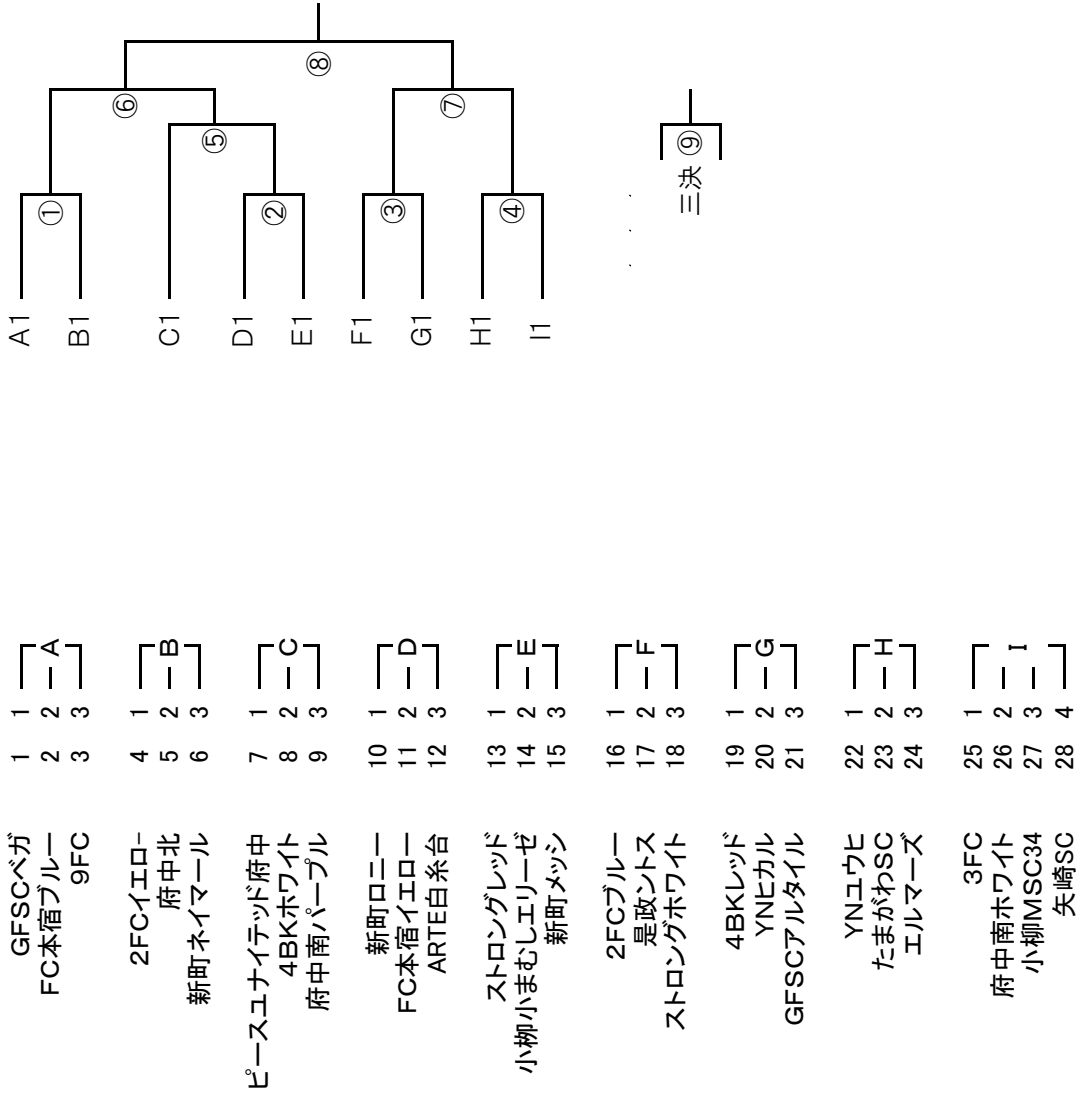 GFSCベガ 1 1
FC本宿ブルー 2 2 A
9FC 3 3
2FCイエロー 4 1
府中北 5 2 B
新町ネイマール 6 3
ピースユナイテッド府中 7 1
4BKホワイト 8 2 C
府中南パープル 9 3
新町ロニー 10 1
FC本宿イエロー 11 2 D
ARTE白糸台 12 3
ストロングレッド 13 1
小柳小まむしエリーゼ 14 2 E
新町メッシ 15 3
2FCブルー 16 1
是政ントス 17 2 F
ストロングホワイト 18 3
4BKレッド 19 1
YNヒカル 20 2 G
GFSCアルタイル 21 3
YNユウヒ 22 1
たまがわSC 23 2 H
エルマーズ 24 3
3FC 25 1
府中南ホワイト 26 2 I
小柳MSC34 27 3
矢崎SC 28 4
A1
①
B1
⑥
C1
⑤
D1
②
E1
⑧
F1
③
G1
⑦
H1
④
I1
三決 ⑨